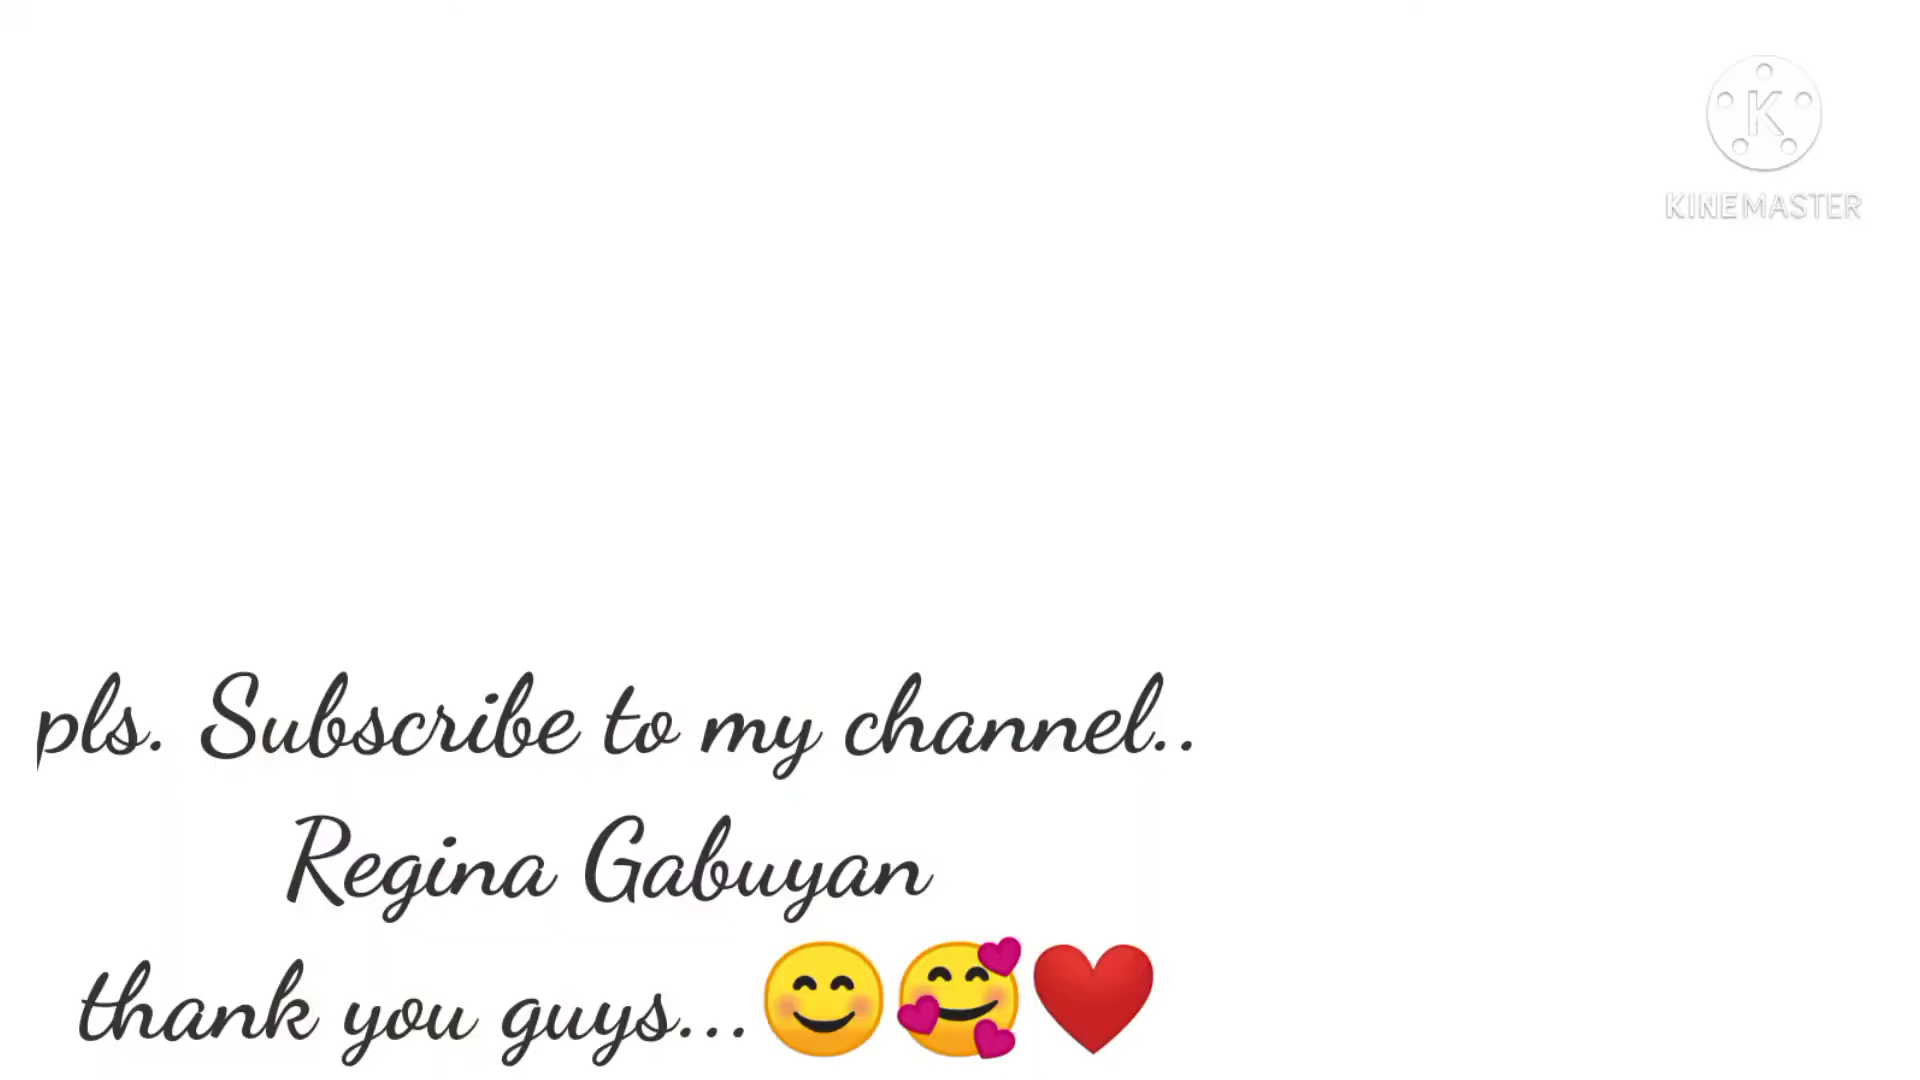 K
KINEMASTER
pls. Subscribe to my channel..
Regina Gabuyan
thank you guys...😊🥰❤️